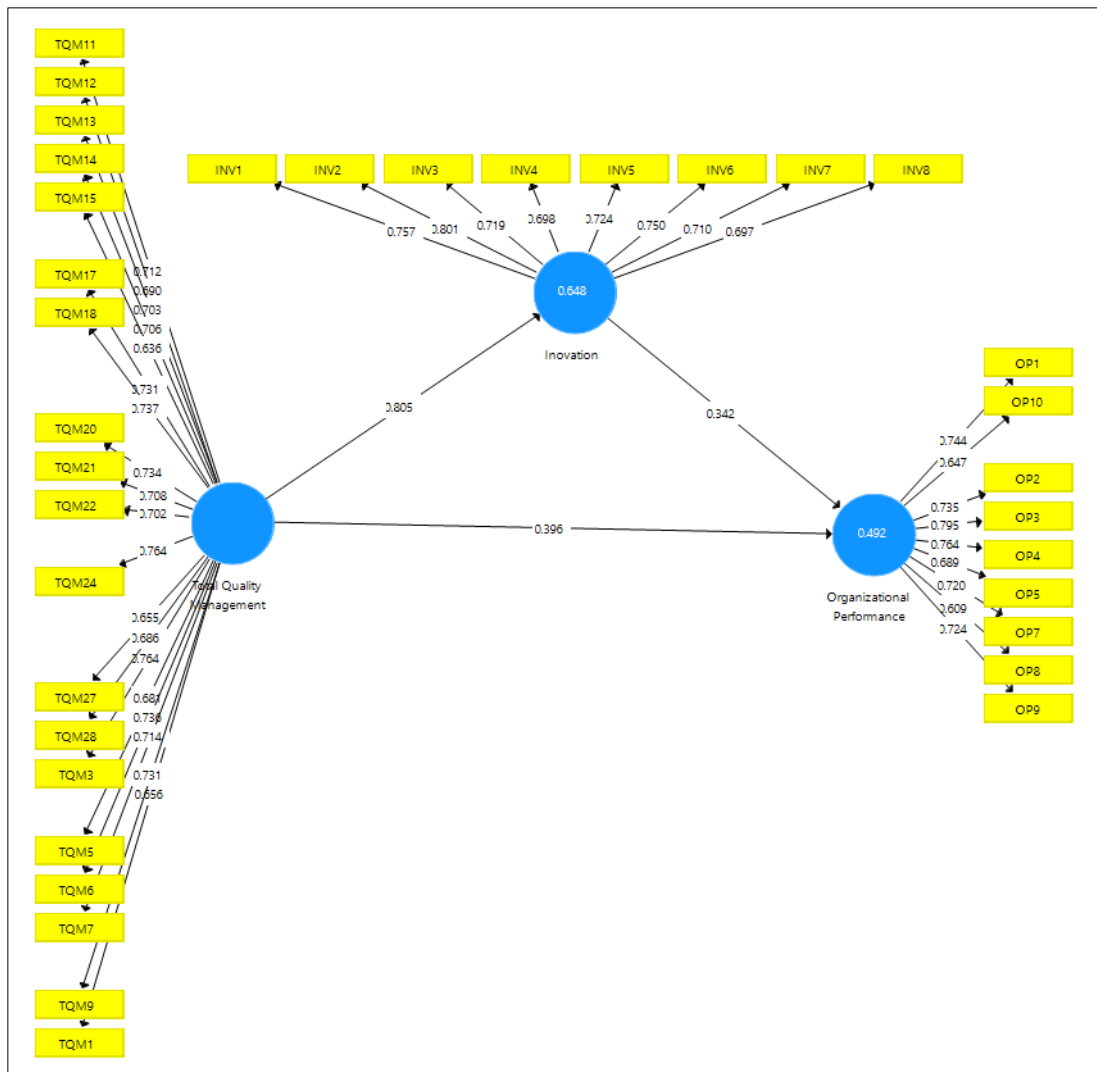 TQM11
TQM12
TQM13
TQM14
TQM15
TQM17
TQM18
TQM20
TQM21
TQM22
TQM24
TQM27
TQM28
TQM3
TQM5
TQM6
TQM7
TQM9
TQM1
0.712
0.690
0.703
0.706
0.636
0.731
0.737
0.734
0.708
0.702
0.764
0.655
0.686
0.764
0.681
0.736
0.714
0.731
0.656
Total Quality
Management
INV1 INV2 INV3 INV4 INV5 INV6 INV7 INV8
0.757 0.801 0.719 0.698 0.724 0.750 0.710 0.697
0.648
Inovation
0.805
0.342
0.396
0.492
Organizational
Performance
0.744
0.647
0.735
0.795
0.764
0.689
0.720
0.609
0.724
OP1
OP10
OP2
OP3
OP4
OP5
OP7
OP8
OP9